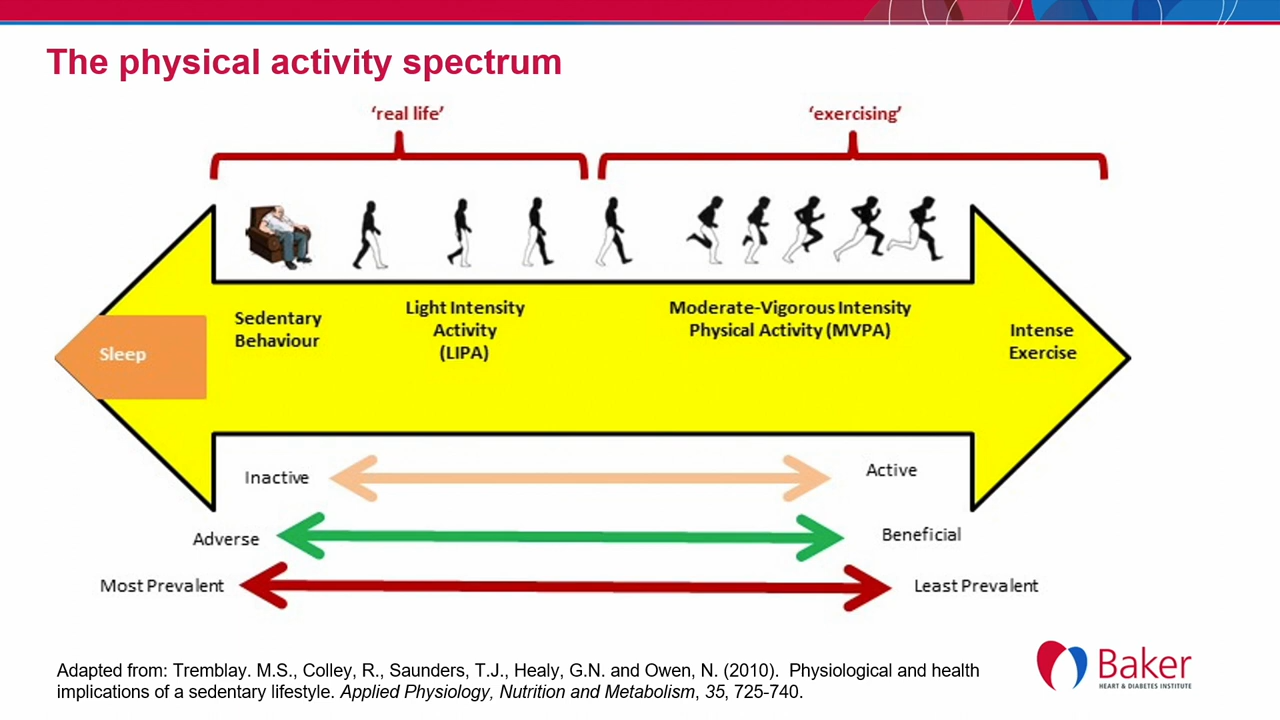 The physical activity spectrum
‘real life’
‘exercising’
Sedentary
Behaviour
Light Intensity
Activity
(LIPA)
Moderate-Vigorous Intensity
Physical Activity (MVPA)
Intense
Exercise
Sleep
Inactive
Active
Adverse
Beneficial
Most Prevalent
Least Prevalent
Adapted from: Tremblay. M.S., Colley, R., Saunders, T.J., Healy, G.N. and Owen, N. (2010).  Physiological and health
implications of a sedentary lifestyle. Applied Physiology, Nutrition and Metabolism, 35, 725-740.
Baker
HEART & DIABETES INSTITUTE